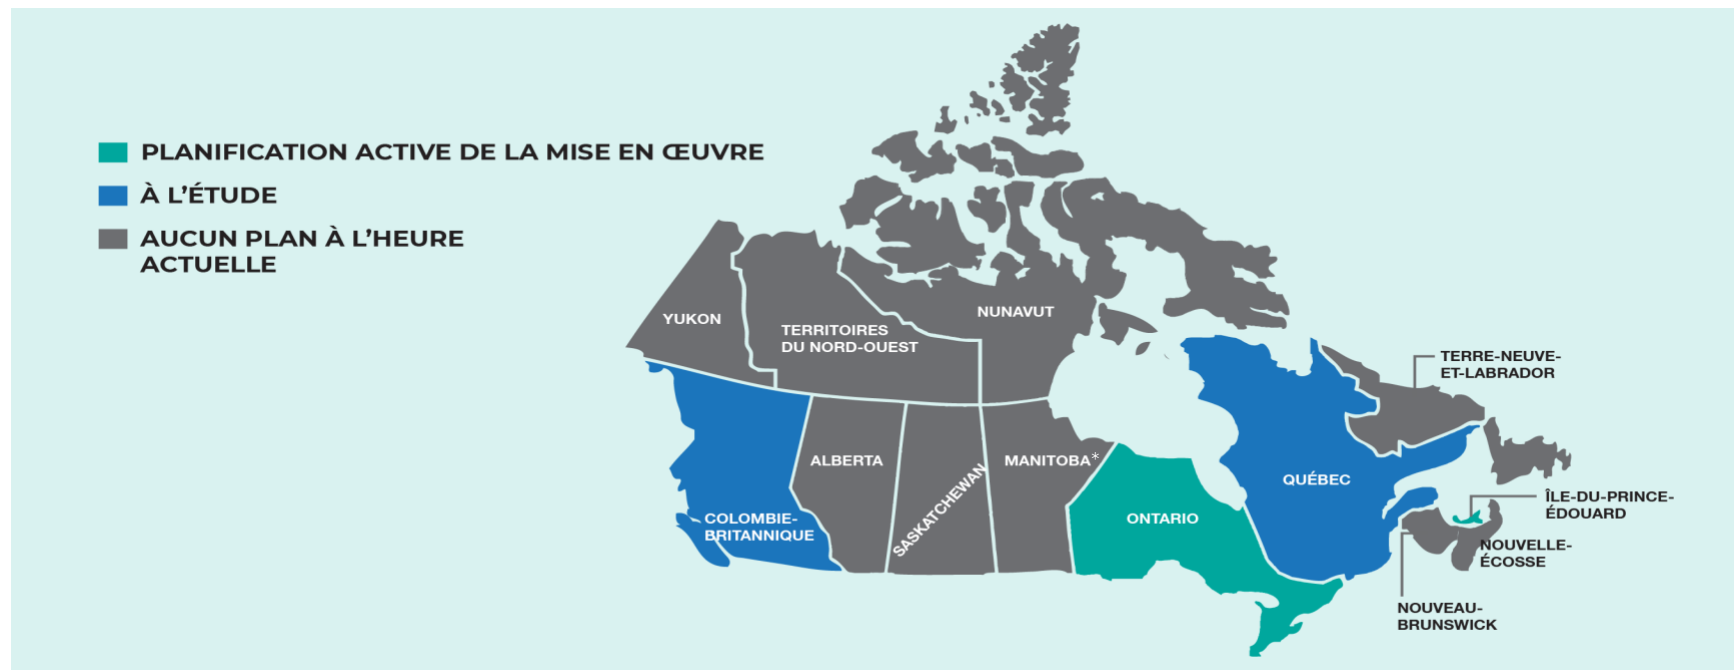 PLANIFICATION ACTIVE DE LA MISE EN ŒUVRE
À L'ÉTUDE
AUCUN PLAN À L'HEURE
ACTUELLE
YUKON
TERRITOIRES
DU NORD-OUEST
NUNAVUT
TERRE-NEUVE-
ET-LABRADOR
COLOMBIE-
BRITANNIQUE
ALBERTA
SASKATCHEWAN
MANITOBA*
ONTARIO
QUÉBEC
ÎLE-DU-PRINCE-
ÉDOUARD
NOUVELLE-
ÉCOSSE
NOUVEAU-
BRUNSWICK